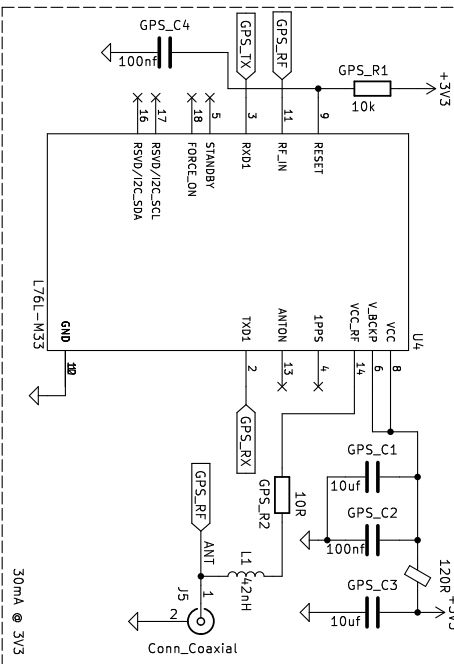 GPS_C4
100nf
GPS_TX
GPS_RF
GPS_R1
10k
+3V3
16
17
18
5
3
11
9
RSVD/I2C_SDA
RSVD/I2C_SCL
FORCE_ON
STANDBY
RXD1
RF_IN
RESET
L76L-M33
GND
TXD1
ANTON
1PPS
VCC_RF
V_BCKP
VCC
U4
2
13
4
14
6
8
GPS_RX
GPS_R2
10R
GPS_C1
10uf
GPS_C2
100nf
GPS_C3
10uf
120R
+3V3
GPS_RF
ANT
L1
42nH
J5
1
2
Conn_Coaxial
30mA @ 3V3